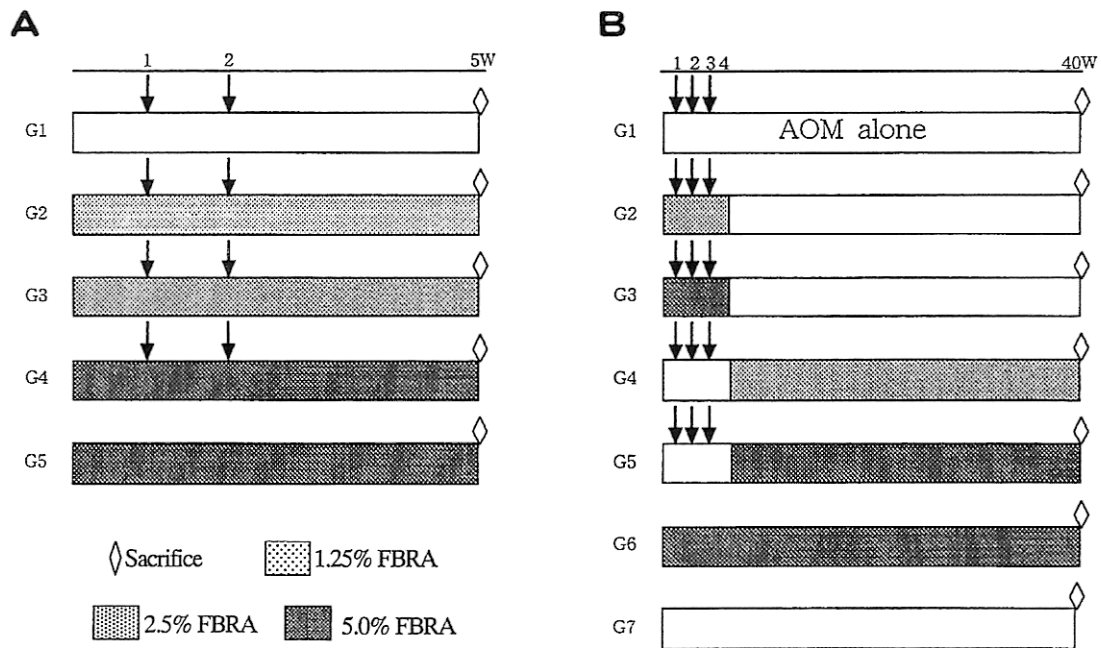 A
1 2 5W
G1
G2
G3
G4
G5
Sacrifice
1.25% FBRA
2.5% FBRA
5.0% FBRA
B
1 2 3 4 40W
G1
AOM alone
G2
G3
G4
G5
G6
G7